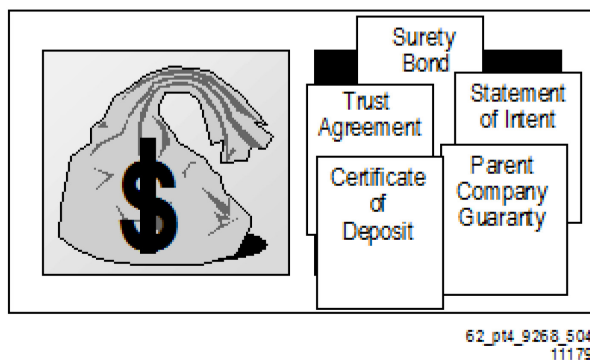 Surety
Bond
Trust
Agreement
Statement
of Intent
Certificate
of
Deposit
Parent
Company
Guaranty
$
62_pt4_9268_504
11179